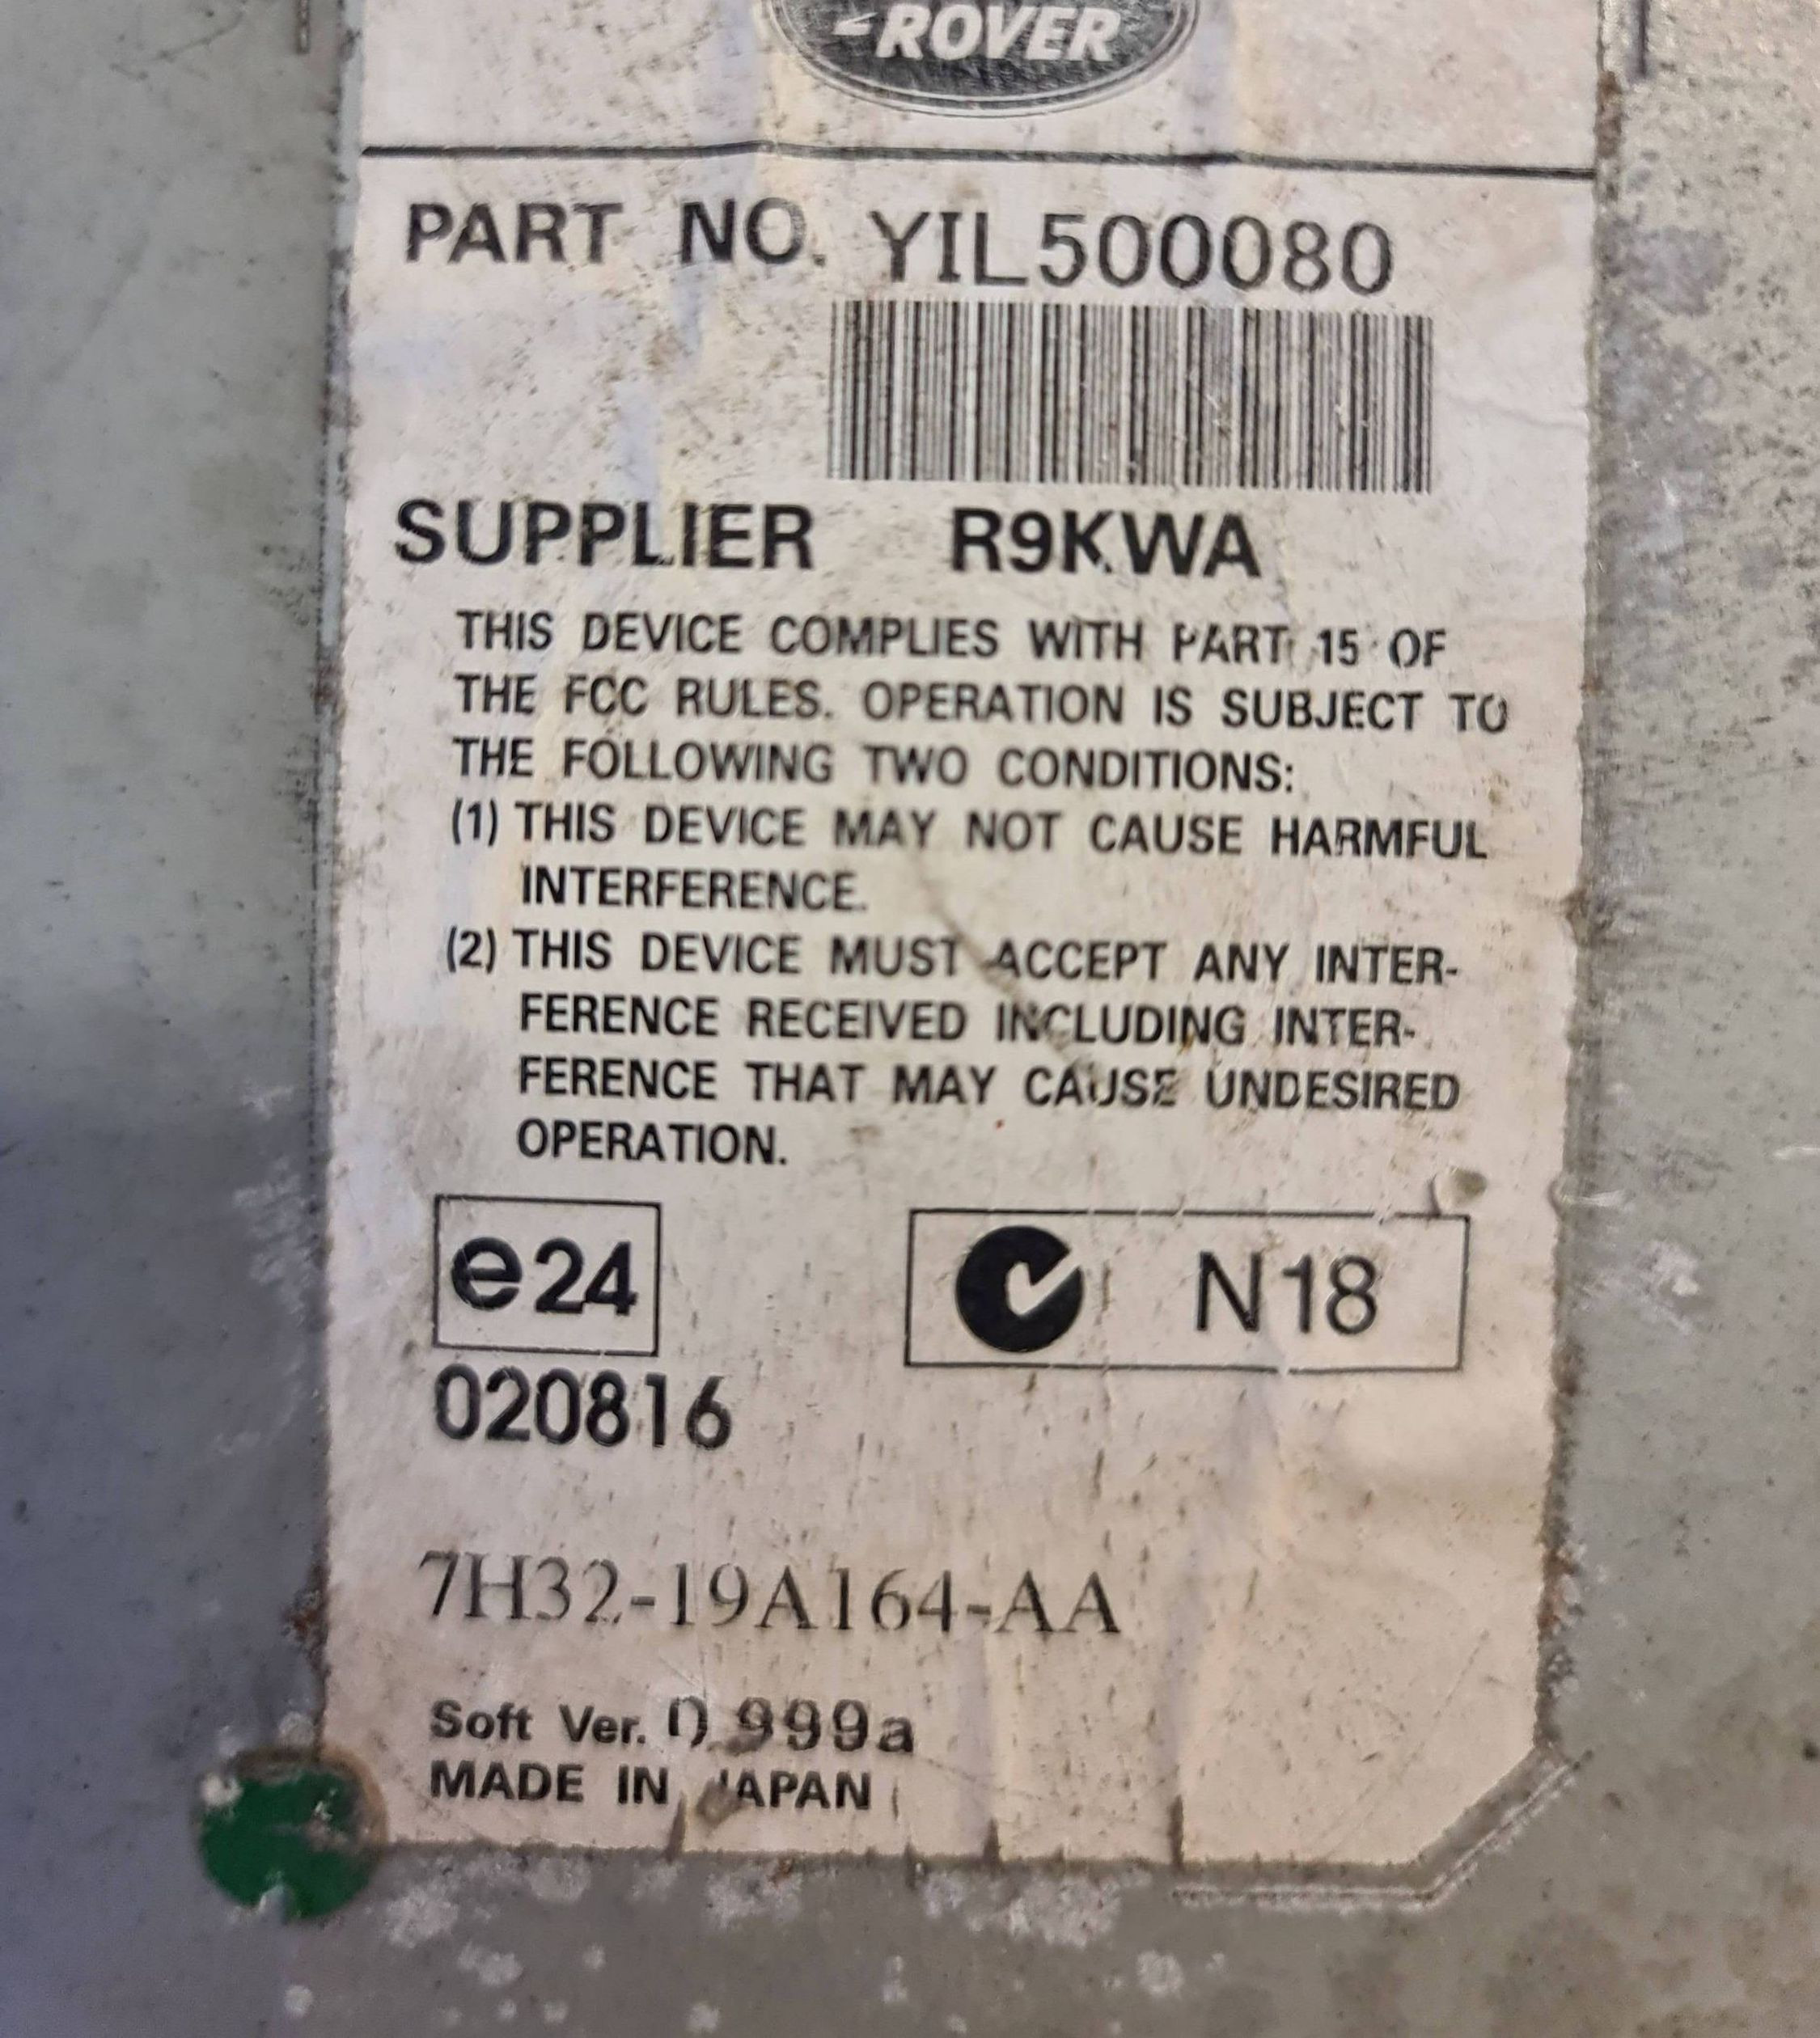 ROVER
PART NO. YIL500080
SUPPLIER R9KWA
THIS DEVICE COMPLIES WITH PART 15 OF
THE FCC RULES. OPERATION IS SUBJECT TO
THE FOLLOWING TWO CONDITIONS:
(1) THIS DEVICE MAY NOT CAUSE HARMFUL
INTERFERENCE.
(2) THIS DEVICE MUST ACCEPT ANY INTER-
FERENCE RECEIVED INCLUDING INTER-
FERENCE THAT MAY CAUSE UNDESIRED
OPERATION.
e24
N18
020816
7H32-19A164-AA
Soft Ver. 0.999a
MADE IN JAPAN